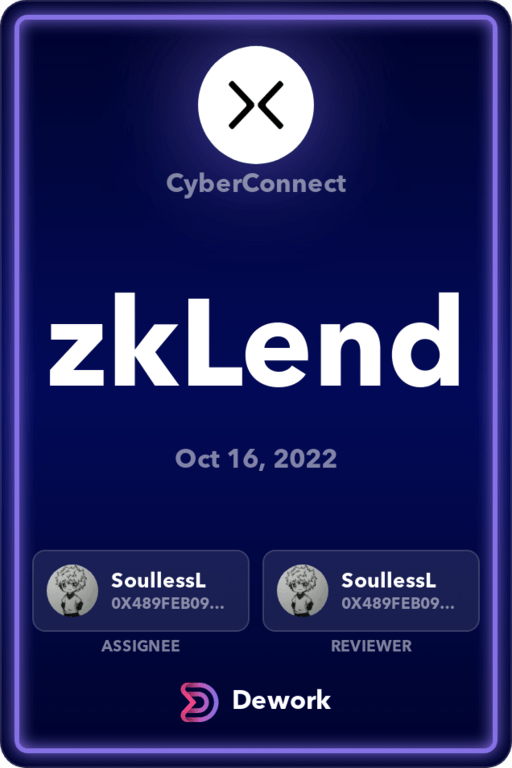 CyberConnect
zkLend
Oct 16, 2022
SoullessL
0X489FEB09...
ASSIGNEE
SoullessL
0X489FEB09...
REVIEWER
Dework